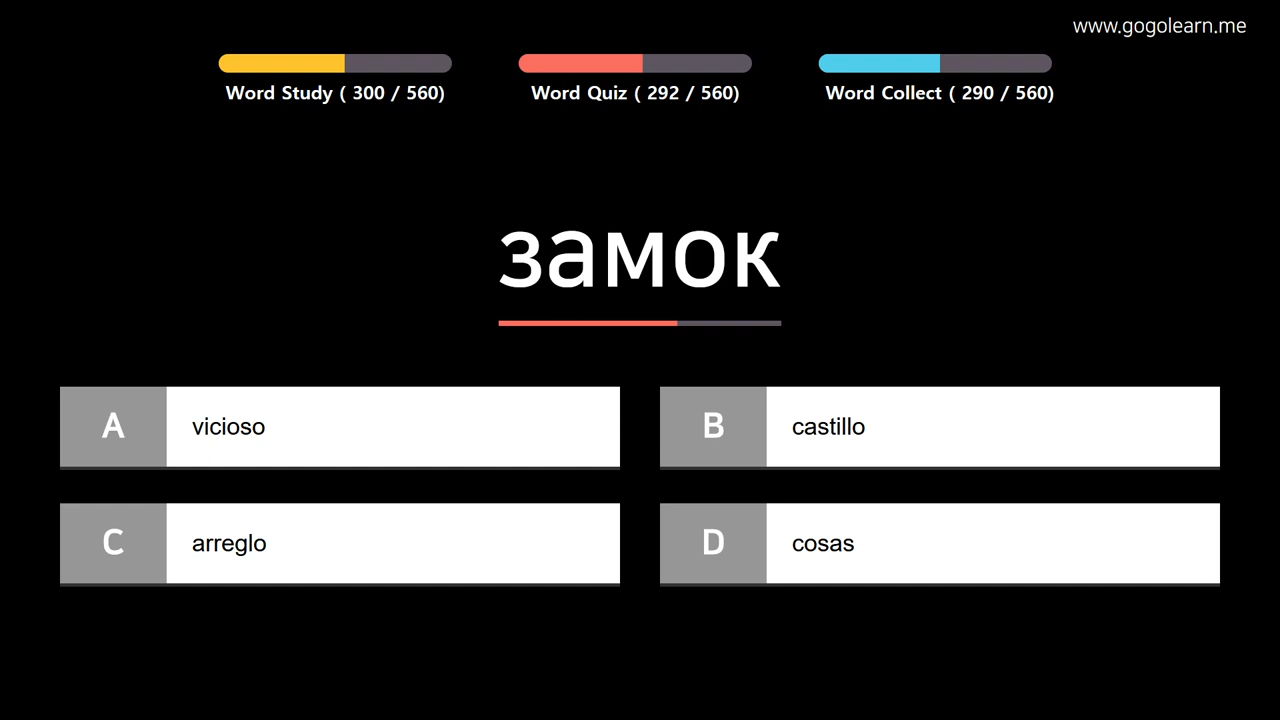 www.gogolearn.me
Word Study ( 300 / 560)
Word Quiz ( 292 / 560)
Word Collect ( 290 / 560)
замок
A vicioso
B castillo
C arreglo
D cosas